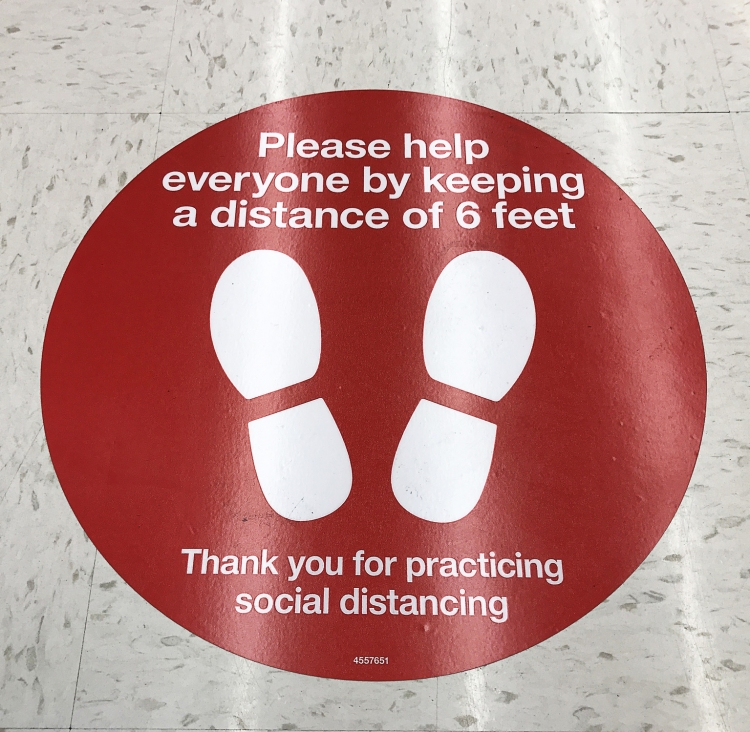 Please help
everyone by keeping
a distance of 6 feet
Thank you for practicing
social distancing
4557651